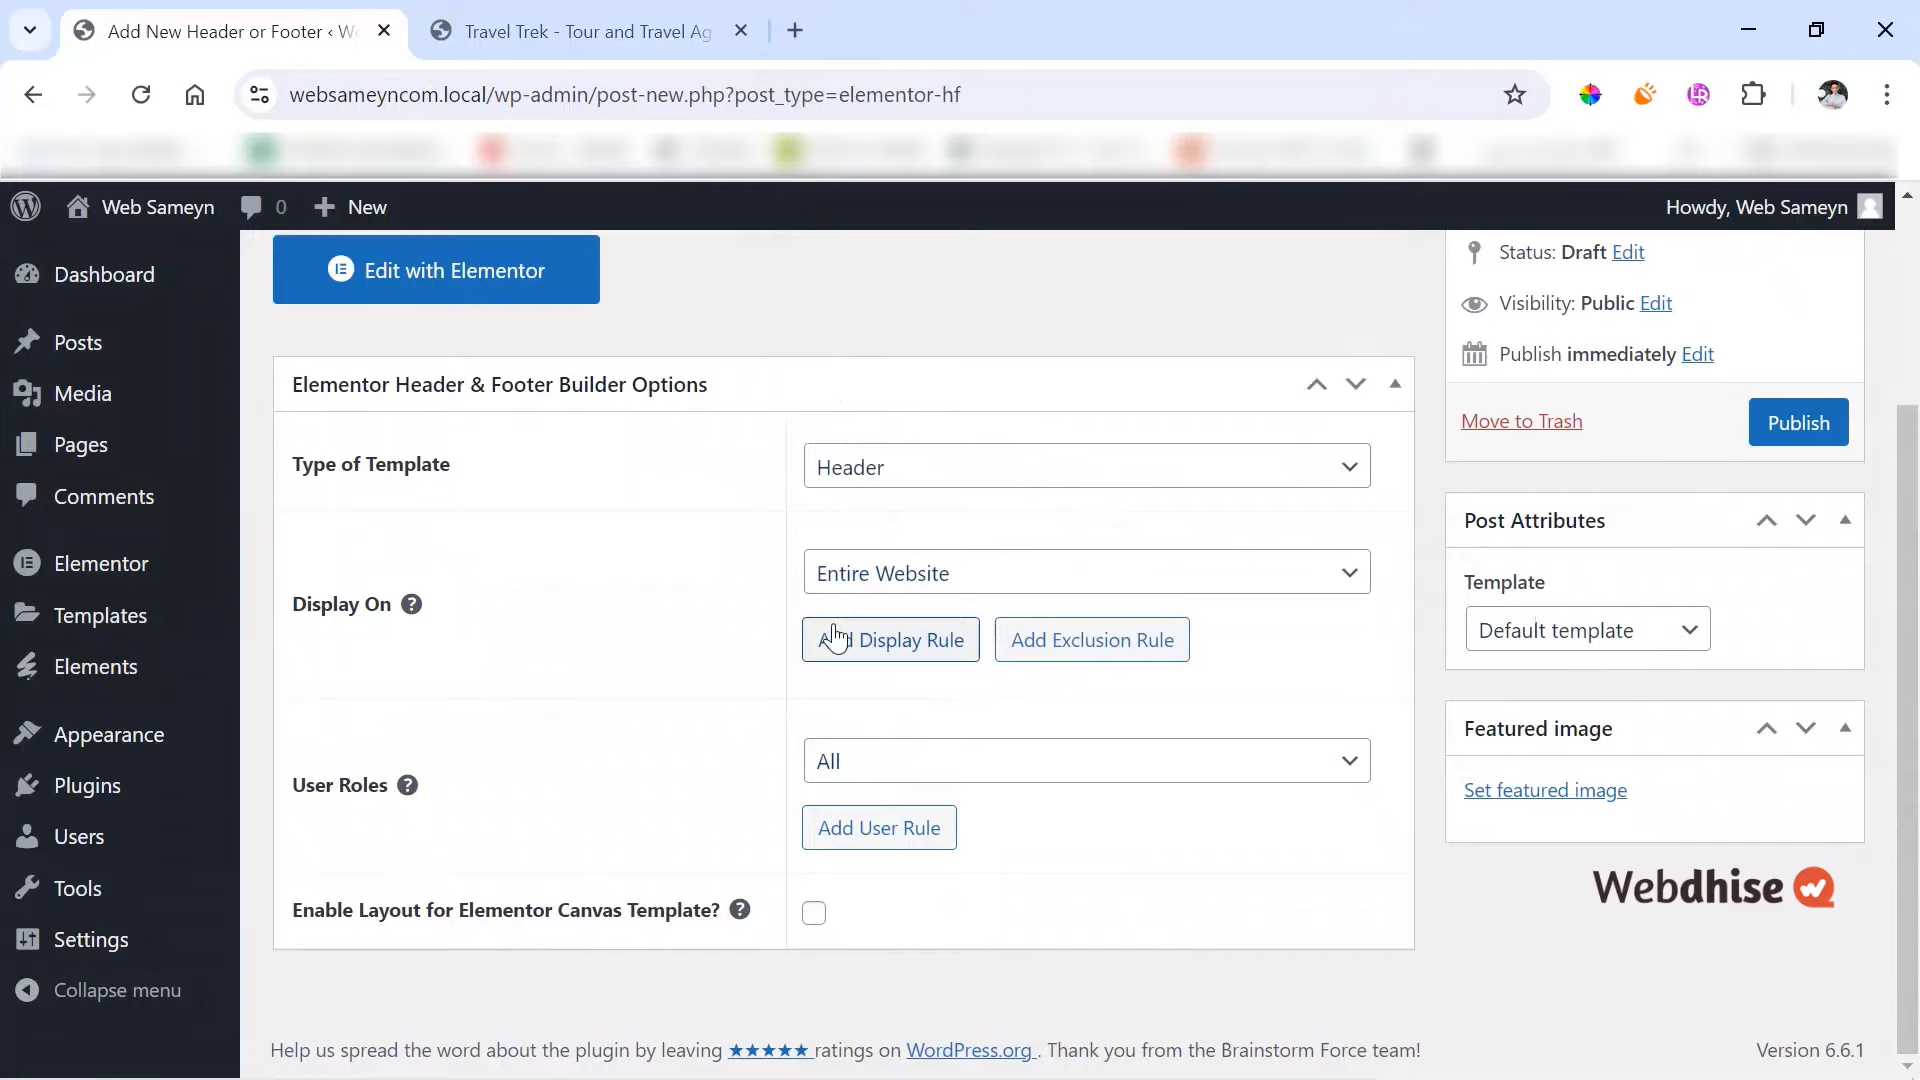 Add New Header or Footer ‹ W
Travel Trek - Tour and Travel Ag
websameyncom.local/wp-admin/post-new.php?post_type=elementor-hf
Web Sameyn
0
New
Howdy, Web Sameyn
Dashboard
Posts
Media
Pages
Comments
Elementor
Templates
Elements
Appearance
Plugins
Users
Tools
Settings
Collapse menu
Edit with Elementor
Elementor Header & Footer Builder Options
Type of Template
Header
Display On ?
Entire Website
Add Display Rule
Add Exclusion Rule
User Roles ?
All
Add User Rule
Enable Layout for Elementor Canvas Template? ?
Status: Draft Edit
Visibility: Public Edit
Publish immediately Edit
Move to Trash
Publish
Post Attributes
Template
Default template
Featured image
Set featured image
Webdhise
Help us spread the word about the plugin by leaving ★★★★★ ratings on WordPress.org . Thank you from the Brainstorm Force team!
Version 6.6.1